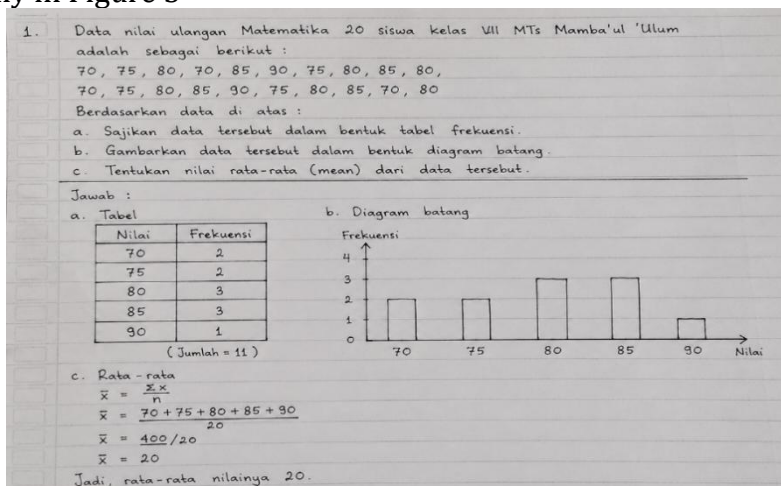 1. Data nilai ulangan Matematika 20 siswa kelas VII MTs Mamba'ul 'Ulum
adalah sebagai berikut :
70, 75, 80, 70, 85, 90, 75, 80, 85, 80,
70, 75, 80, 85, 90, 75, 80, 85, 70, 80
Berdasarkan data di atas :
a. Sajikan data tersebut dalam bentuk tabel frekuensi.
b. Gambarkan data tersebut dalam bentuk diagram batang.
c. Tentukan nilai rata-rata (mean) dari data tersebut.
Jawab :
a. Tabel
Nilai Frekuensi
70 2
75 2
80 3
85 3
90 1
(Jumlah = 11)
b. Diagram batang
Frekuensi
4
3
2
1
0
70 75 80 85 90 Nilai
c. Rata-rata
x̄ = Σx / n
x̄ = 70 + 75 + 80 + 85 + 90 / 20
x̄ = 400/20
x̄ = 20
Jadi, rata-rata nilainya 20.